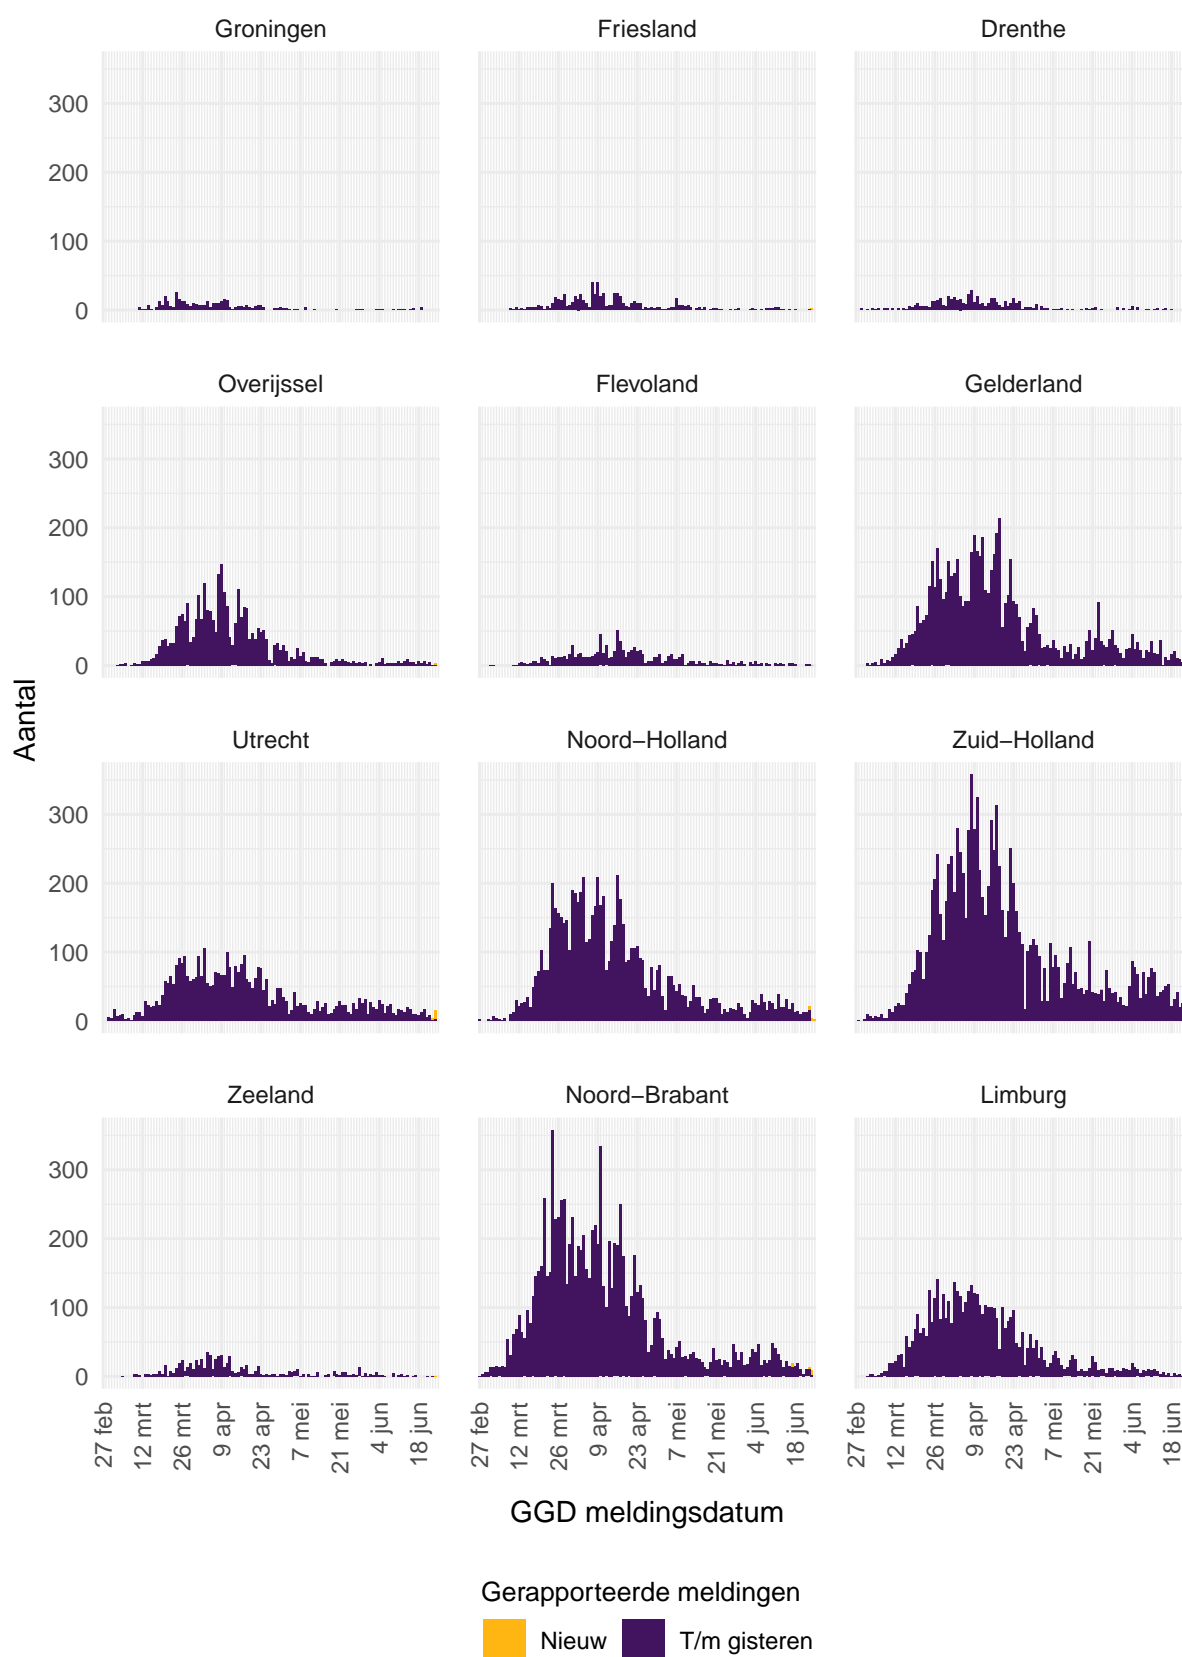 Groningen Friesland Drenthe
300
200
100
0
Overijssel Flevoland Gelderland
300
200
100
0
Aantal
Utrecht Noord−Holland Zuid−Holland
300
200
100
0
Zeeland Noord−Brabant Limburg
300
200
100
0
27 feb 12 mrt 26 mrt 9 apr 23 apr 7 mei 21 mei 4 jun 18 jun 27 feb 12 mrt 26 mrt 9 apr 23 apr 7 mei 21 mei 4 jun 18 jun 27 feb 12 mrt 26 mrt 9 apr 23 apr 7 mei 21 mei 4 jun 18 jun
GGD meldingsdatum
Gerapporteerde meldingen
Nieuw T/m gisteren